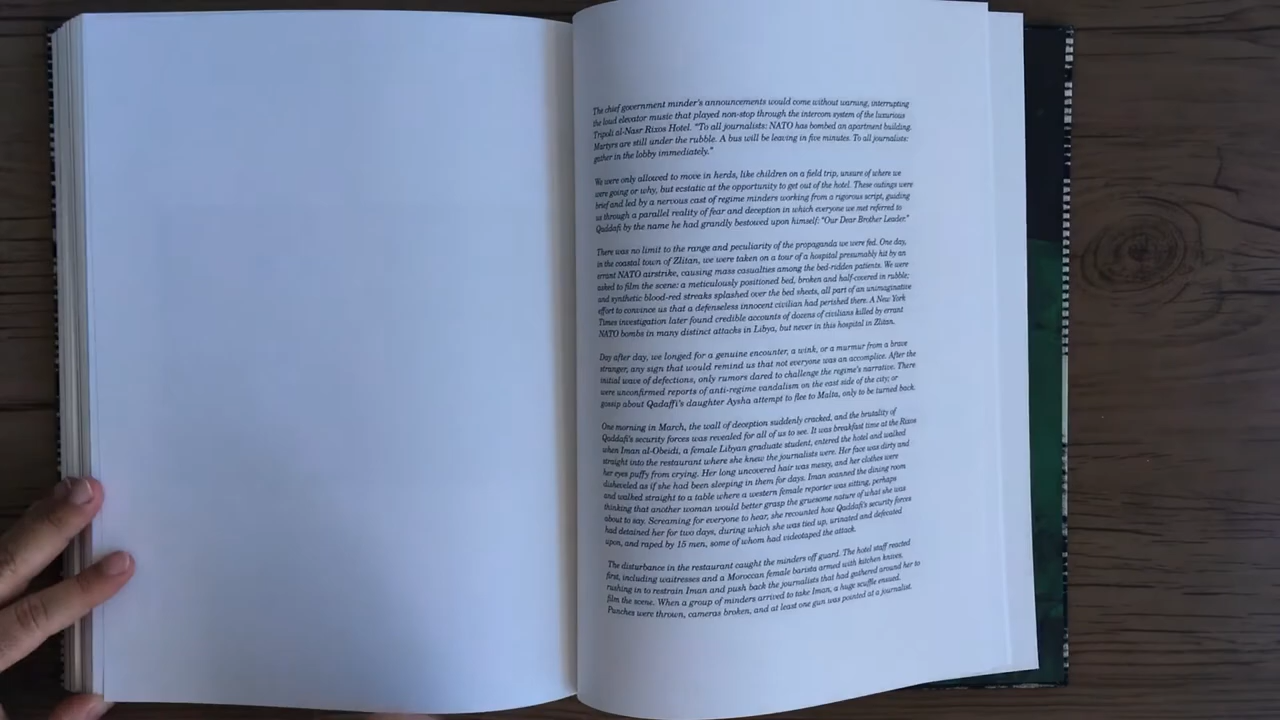 The chief government minder's announcements would come without warning, interrupting
the loud elevator music that played non-stop through the intercom system of the luxurious
Tripoli al-Nasr Rixos Hotel. "To all journalists: NATO has bombed an apartment building.
Martyrs are still under the rubble. A bus will be leaving in five minutes. To all journalists:
gather in the lobby immediately."
We were only allowed to move in herds, like children on a field trip, unsure of where we
were going or why, but ecstatic at the opportunity to get out of the hotel. These outings were
brief and led by a nervous cast of regime minders working from a rigorous script, guiding
us through a parallel reality of fear and deception in which everyone we met referred to
Qaddafi by the name he had grandly bestowed upon himself: "Our Dear Brother Leader."
There was no limit to the range and peculiarity of the propaganda we were fed. One day,
in the coastal town of Zlitan, we were taken on a tour of a hospital presumably hit by an
errant NATO airstrike, causing mass casualties among the bed-ridden patients. We were
asked to film the scene: a meticulously positioned bed, broken and half-covered in rubble;
and synthetic blood-red streaks splashed over the bed sheets, all part of an unimaginative
effort to convince us that a defenseless innocent civilian had perished there. A New York
Times investigation later found credible accounts of dozens of civilians killed by errant
NATO bombs in many distinct attacks in Libya, but never in this hospital in Zlitan.
Day after day, we longed for a genuine encounter, a wink, or a murmur from a brave
stranger, any sign that would remind us that not everyone was an accomplice. After the
initial wave of defections, only rumors dared to challenge the regime's narrative. There
were unconfirmed reports of anti-regime vandalism on the east side of the city; or
gossip about Qadaffi's daughter Aysha attempt to flee to Malta, only to be turned back.
One morning in March, the wall of deception suddenly cracked, and the brutality of
Qaddafi's security forces was revealed for all of us to see. It was breakfast time at the Rixos
when Iman al-Obeidi, a female Libyan graduate student, entered the hotel and walked
straight into the restaurant where she knew the journalists were. Her face was dirty and
her eyes puffy from crying. Her long uncovered hair was messy, and her clothes were
disheveled as if she had been sleeping in them for days. Iman scanned the dining room
and walked straight to a table where a western female reporter was sitting, perhaps
thinking that another woman would better grasp the gruesome nature of what she was
about to say. Screaming for everyone to hear, she recounted how Qaddafi's security forces
had detained her for two days, during which she was tied up, urinated and defecated
upon, and raped by 15 men, some of whom had videotaped the attack.
The disturbance in the restaurant caught the minders off guard. The hotel staff reacted
first, including waitresses and a Moroccan female barista armed with kitchen knives,
rushing in to restrain Iman and push back the journalists that had gathered around her to
film the scene. When a group of minders arrived to take Iman, a huge scuffle ensued.
Punches were thrown, cameras broken, and at least one gun was pointed at a journalist.